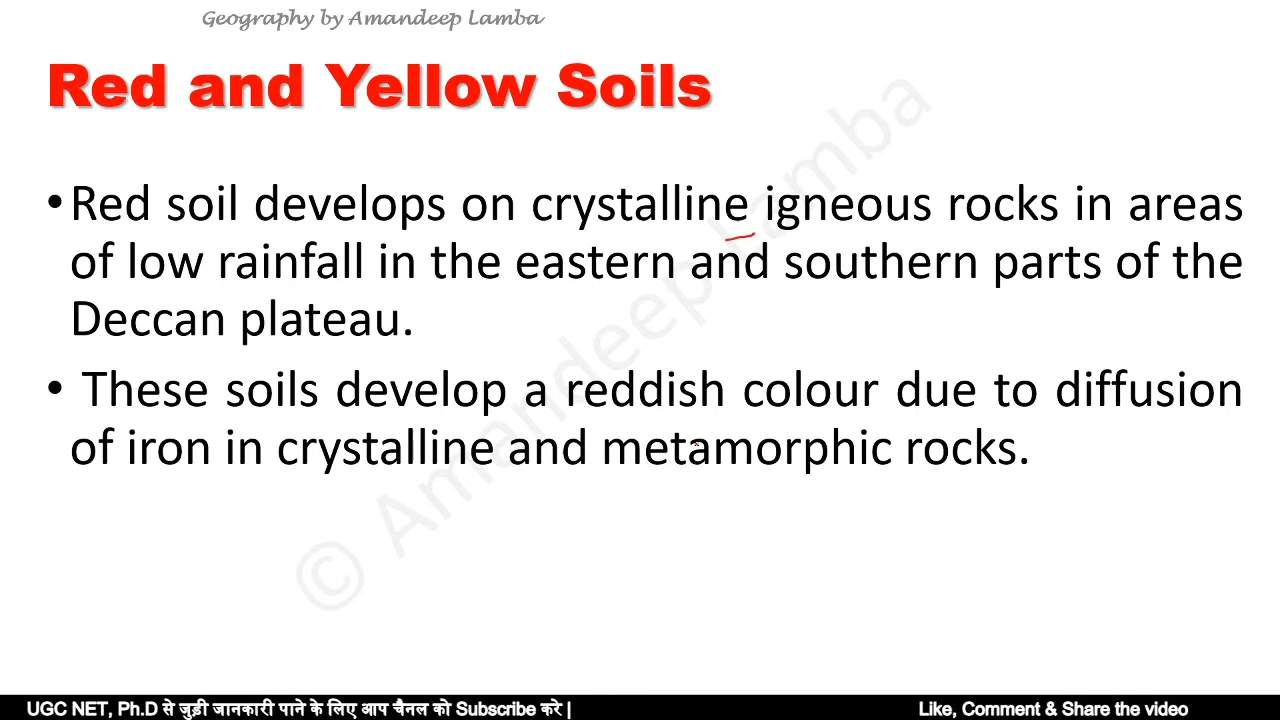 Geography by Amandeep Lamba
Red and Yellow Soils
•Red soil develops on crystalline igneous rocks in areas
of low rainfall in the eastern and southern parts of the
Deccan plateau.
• These soils develop a reddish colour due to diffusion
of iron in crystalline and metamorphic rocks.
© Amandeep Lamba
UGC NET, Ph.D से जुड़ी जानकारी पाने के लिए आप चैनल को Subscribe करे |
Like, Comment & Share the video